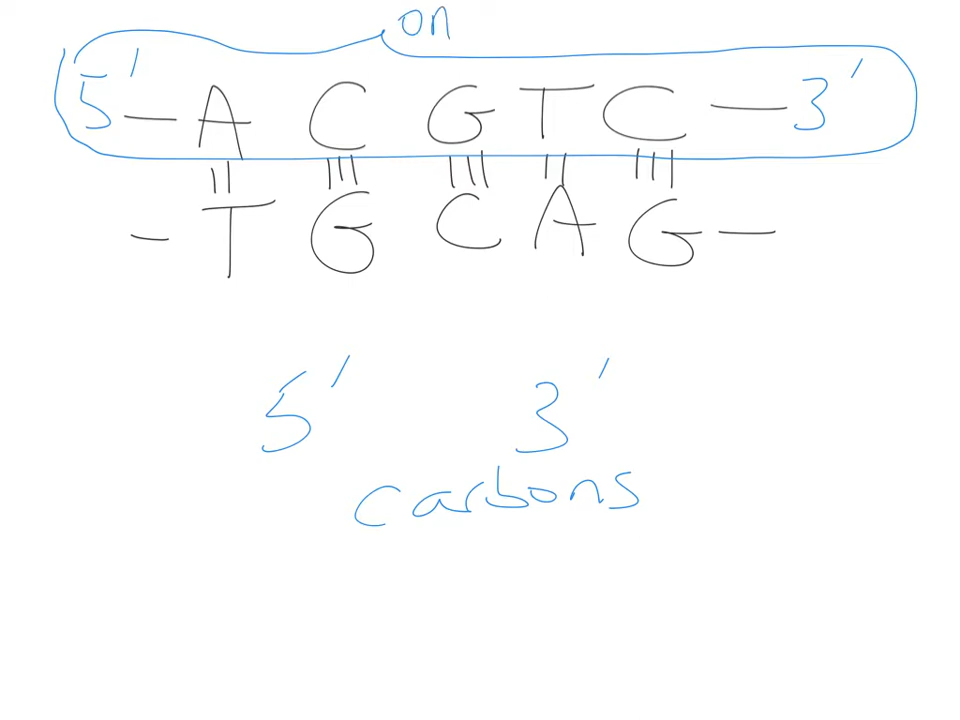 on
5' - A C G T C - 3'
- T G C A G -
5' 3'
carbons